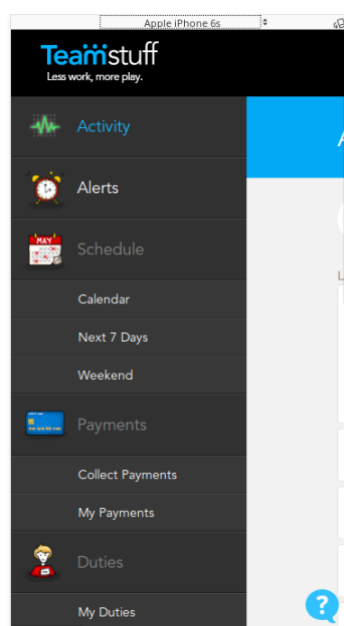 Apple iPhone 6s
Teamstuff
Less work, more play.
Activity
Alerts
MAY
Schedule
Calendar
Next 7 Days
Weekend
Payments
Collect Payments
My Payments
Duties
My Duties
?